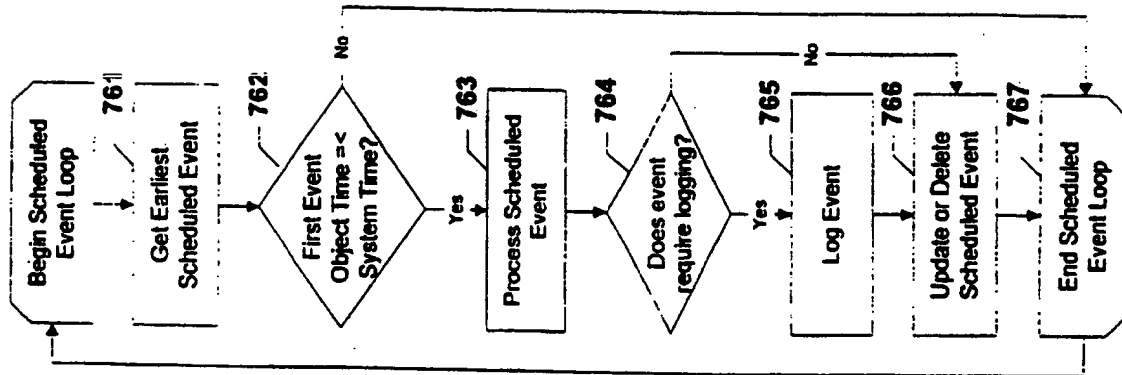 Begin Scheduled
Event Loop
761
Get Earliest
Scheduled Event
762
First Event
Object Time =<
System Time?
No
Yes
763
Process Scheduled
Event
764
Does event
require logging?
No
Yes
765
Log Event
766
Update or Delete
Scheduled Event
767
End Scheduled
Event Loop